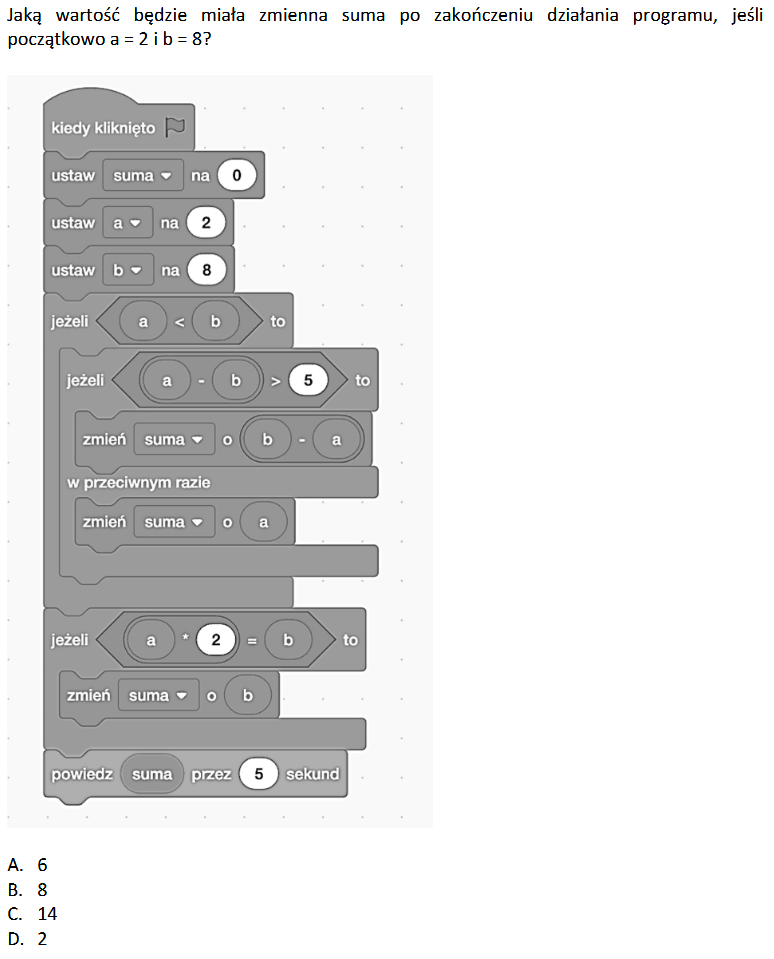 Jaką wartość będzie miała zmienna suma po zakończeniu działania programu, jeśli
początkowo a = 2 i b = 8?
kiedy kliknięto
ustaw suma na 0
ustaw a na 2
ustaw b na 8
jeżeli a < b to
jeżeli a - b > 5 to
zmień suma o b - a
w przeciwnym razie
zmień suma o a
jeżeli a * 2 = b to
zmień suma o b
powiedz suma przez 5 sekund
A. 6
B. 8
C. 14
D. 2